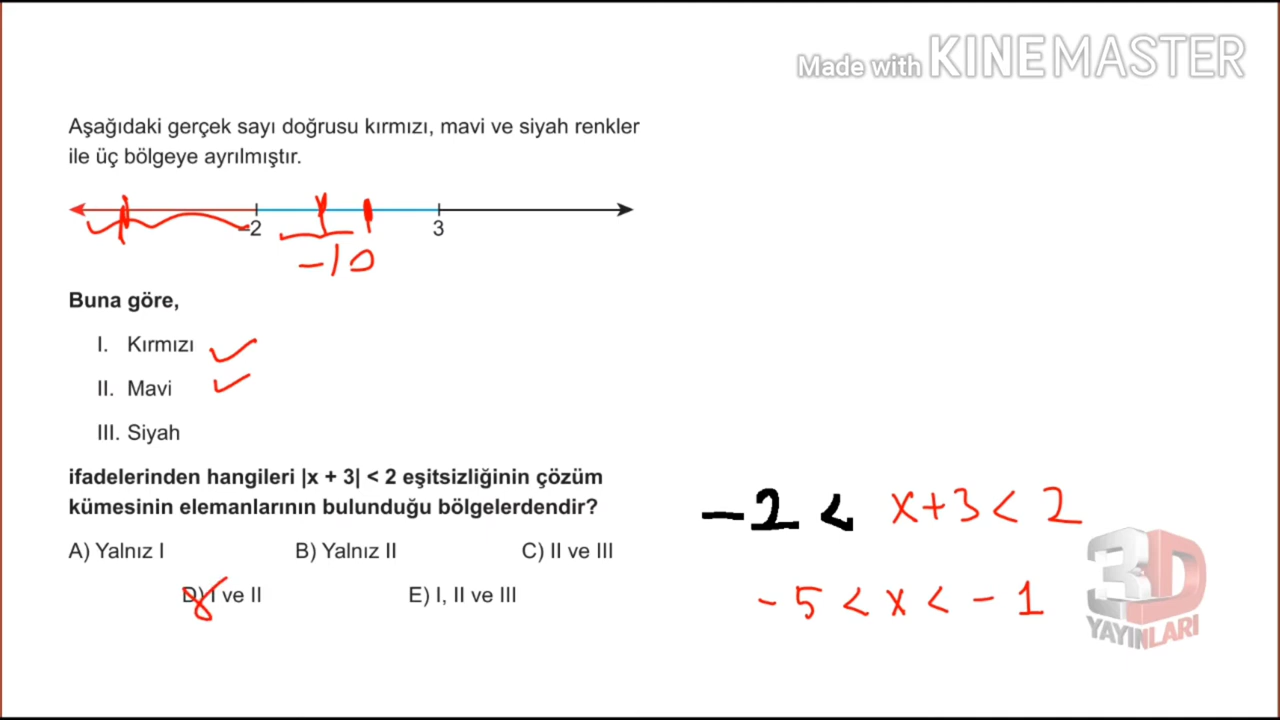 Made with KINEMASTER
Aşağıdaki gerçek sayı doğrusu kırmızı, mavi ve siyah renkler
ile üç bölgeye ayrılmıştır.
-2 3
-10
Buna göre,
I. Kırmızı
II. Mavi
III. Siyah
ifadelerinden hangileri |x + 3| < 2 eşitsizliğinin çözüm
kümesinin elemanlarının bulunduğu bölgelerdendir?
A) Yalnız I B) Yalnız II C) II ve III
D) I ve II E) I, II ve III
-2 < x+3 < 2
-5 < x < -1
3D
YAYINLARI